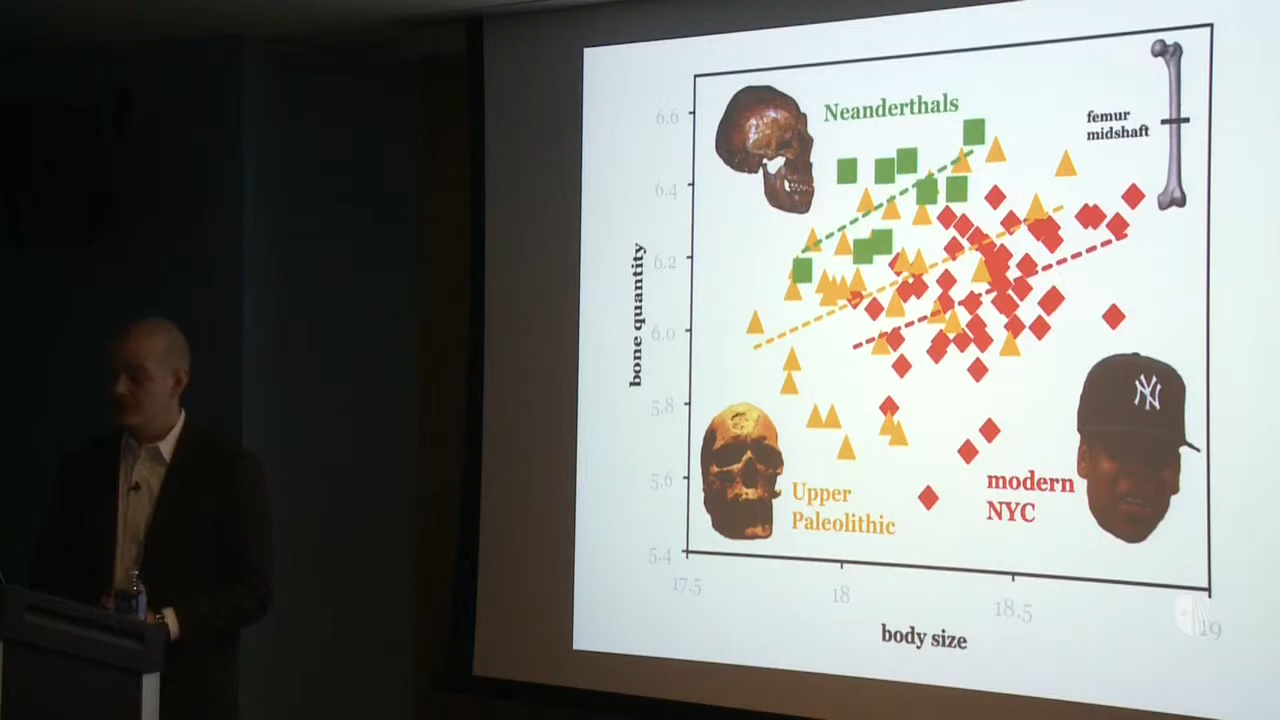 Neanderthals
femur
midshaft
6.6
6.4
6.2
6.0
5.8
5.6
5.4
bone quantity
NY
Upper
Paleolithic
modern
NYC
17.5
18
18.5
19
body size